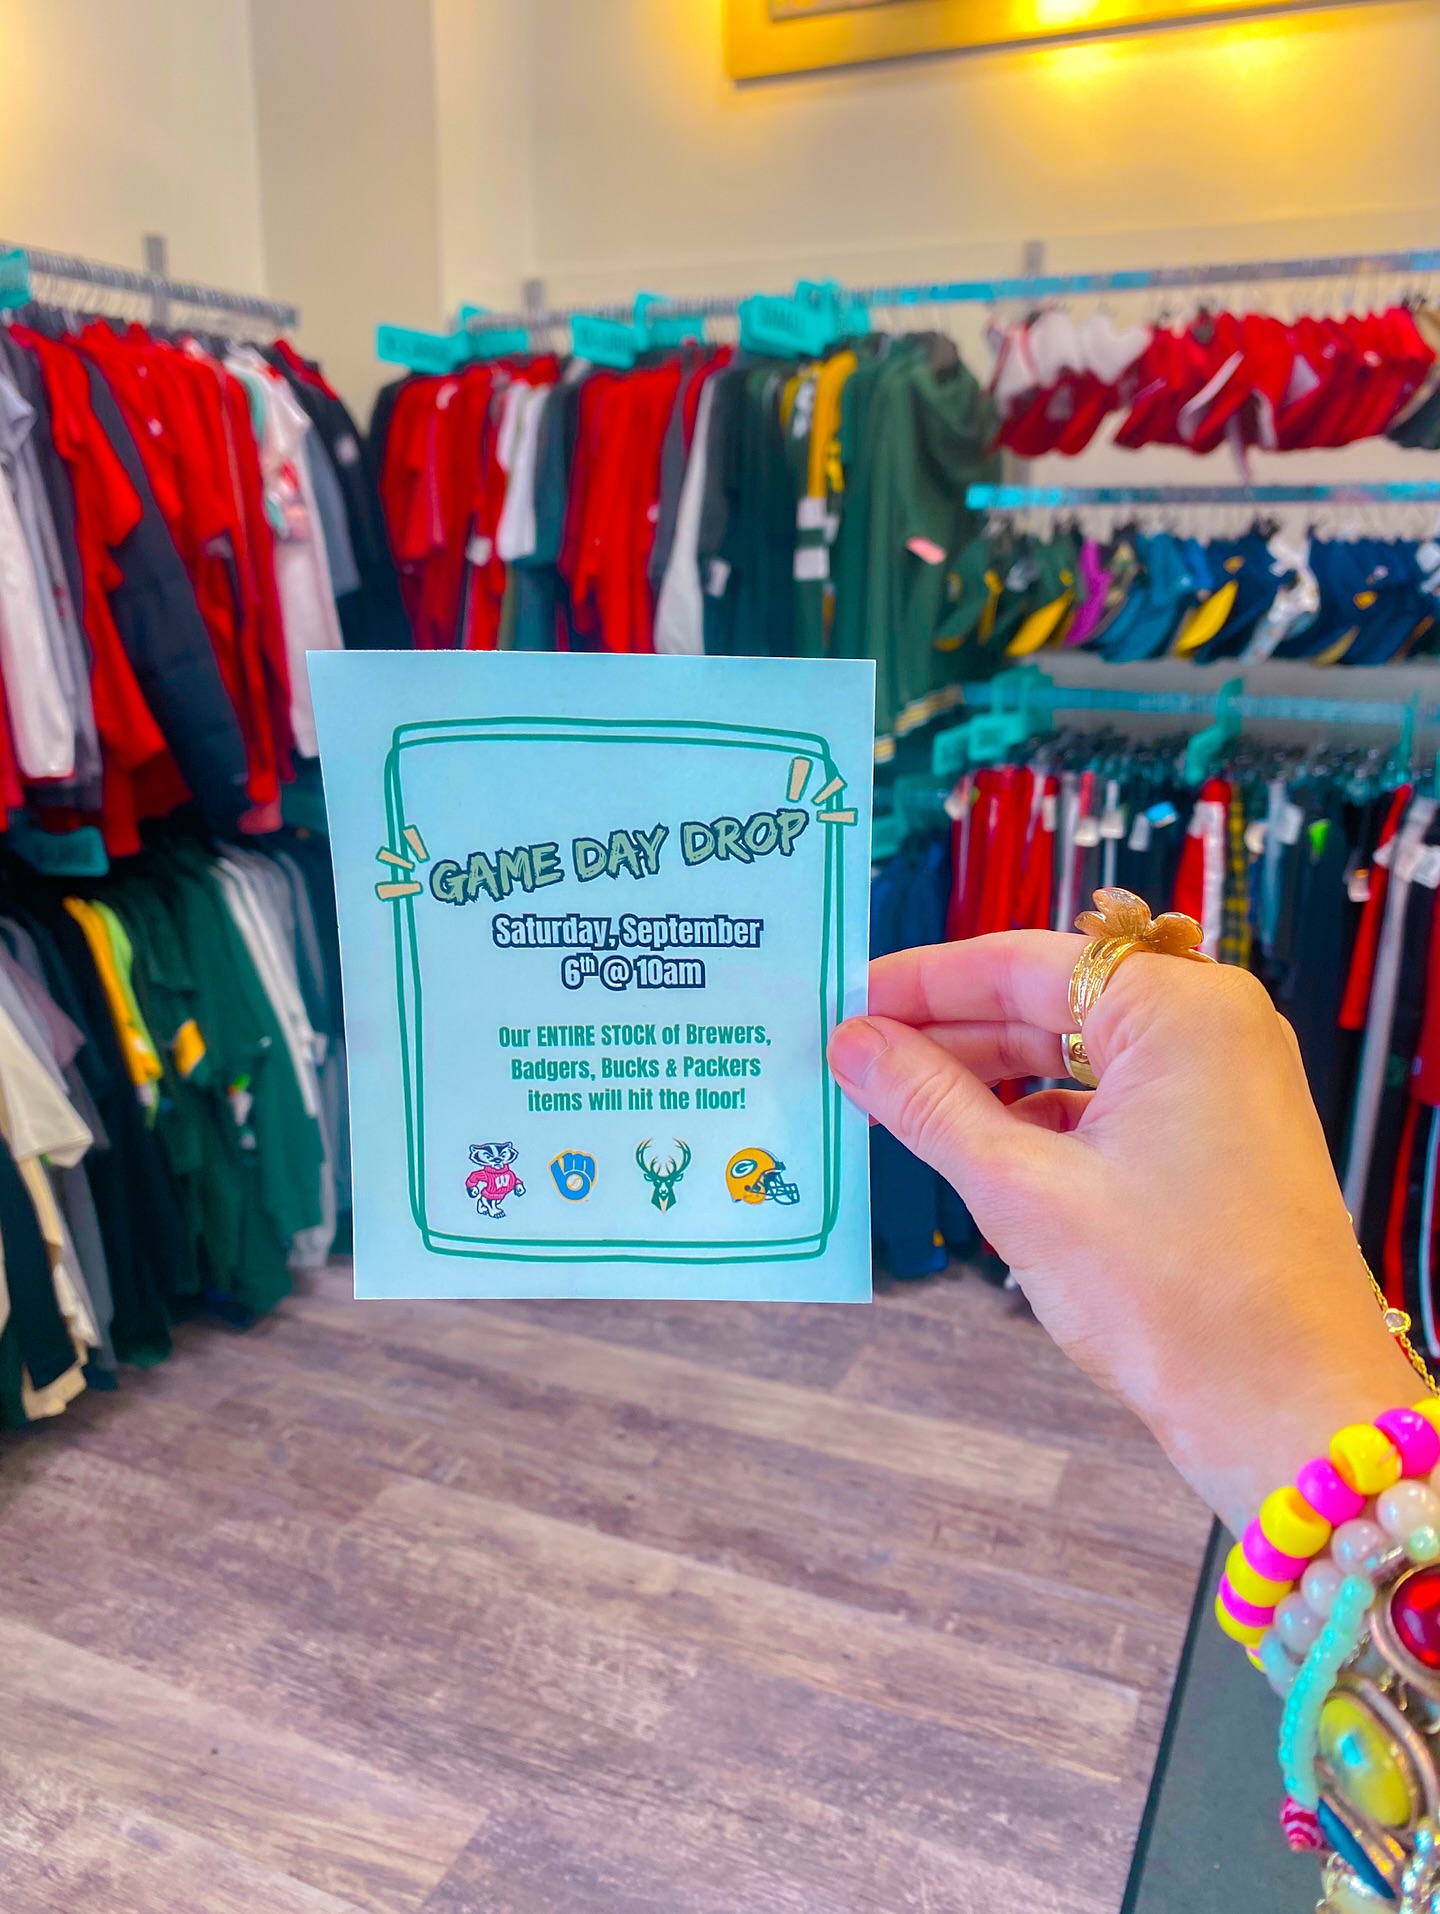 GAME DAY DROP
Saturday, September
6th @ 10am
Our ENTIRE STOCK of Brewers,
Badgers, Bucks & Packers
items will hit the floor!
W
G